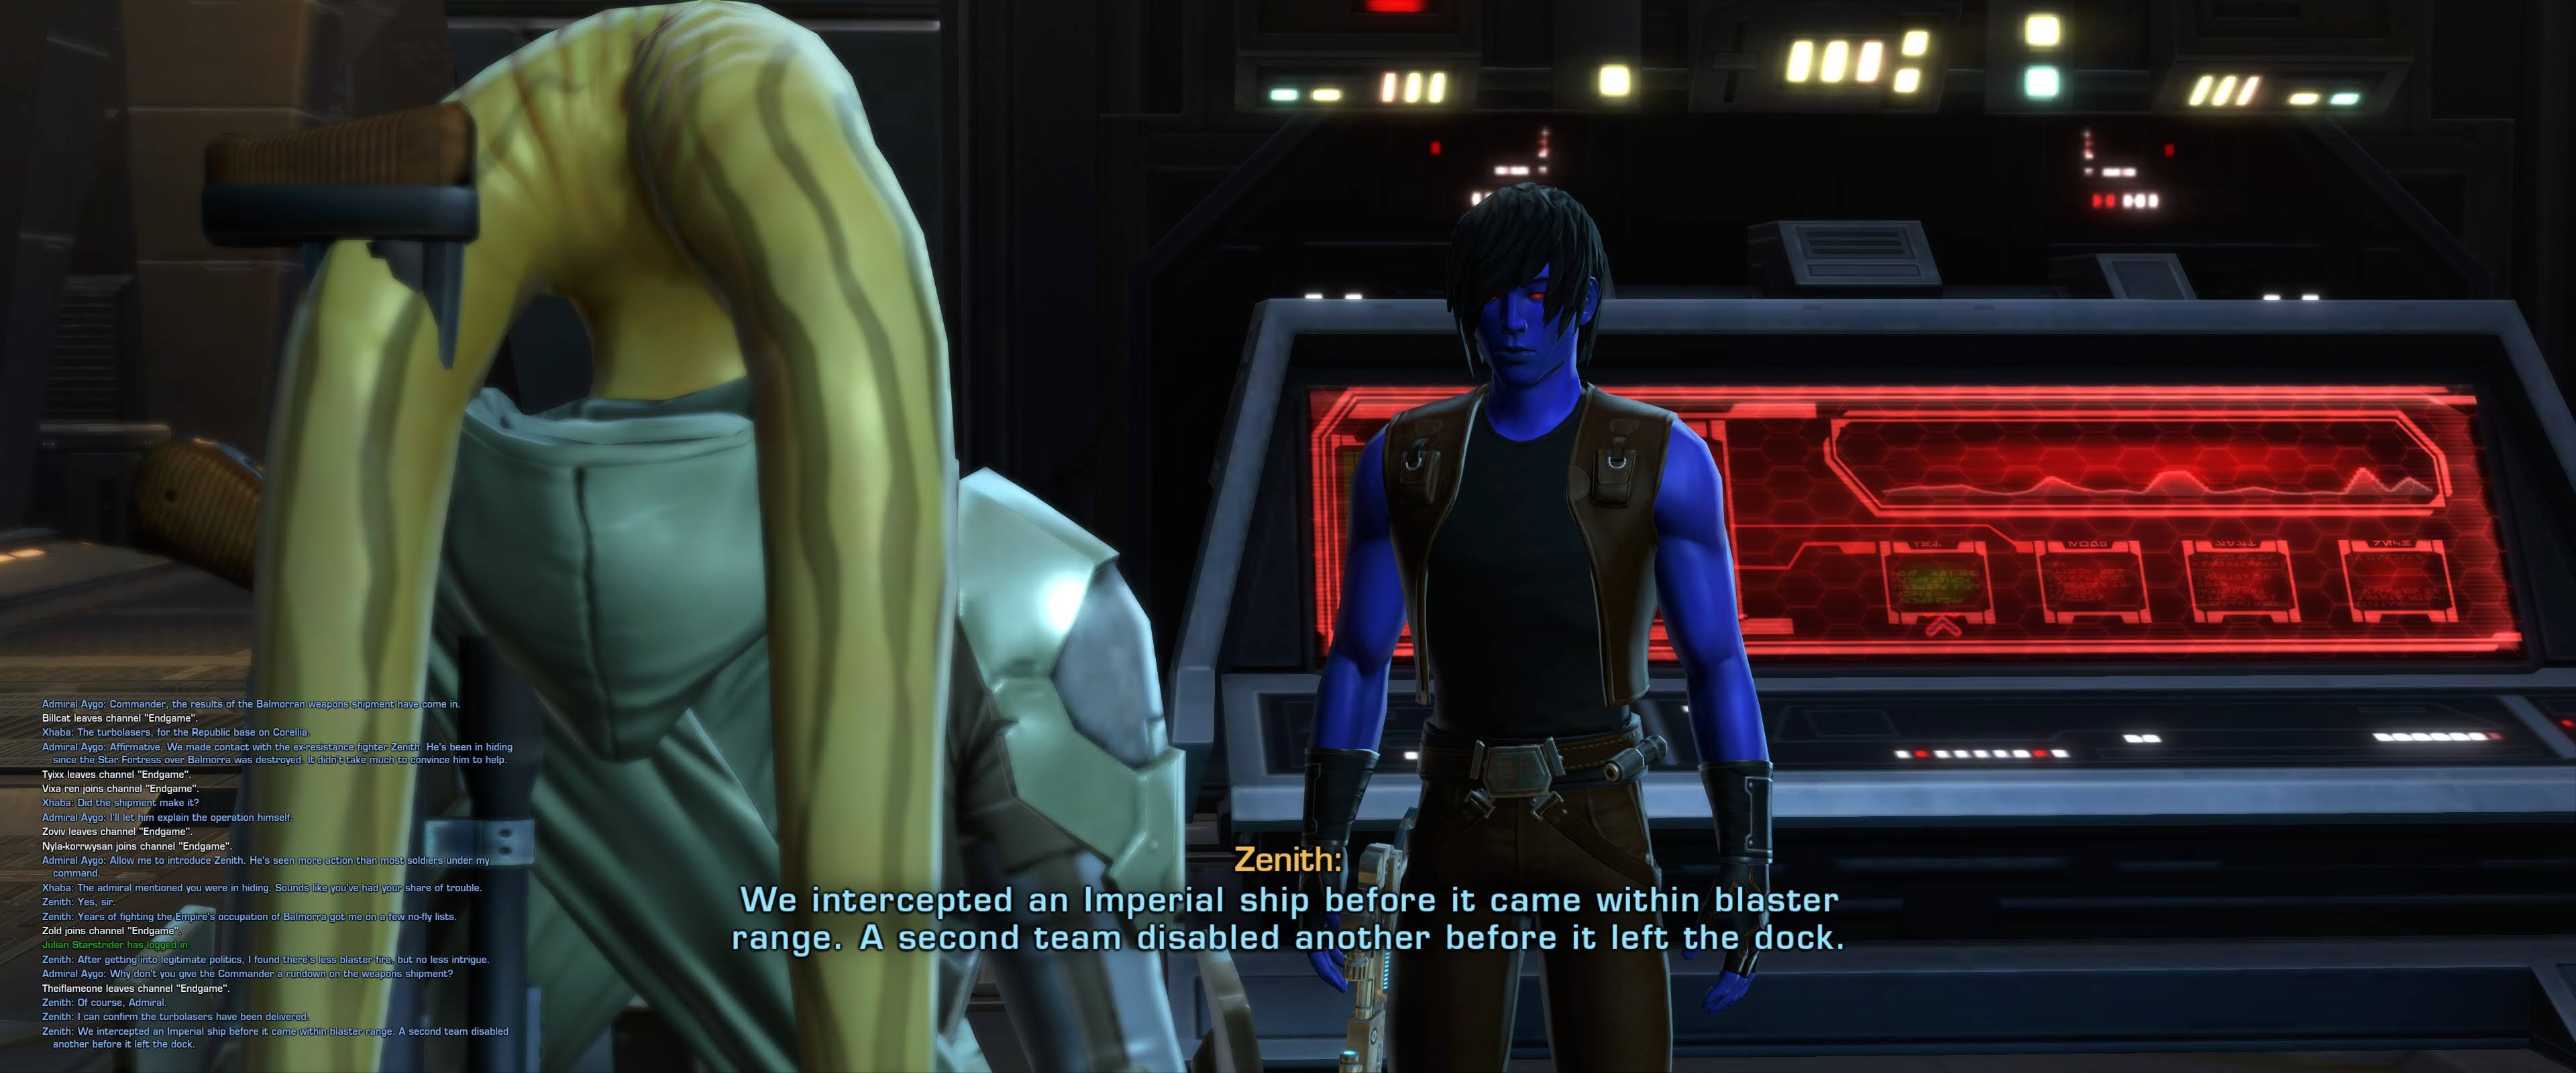 Admiral Aygo: Commander, the results of the Balmorran weapons shipment have come in.
Billcat leaves channel "Endgame".
Xhaba: The turbolasers, for the Republic base on Corellia.
Admiral Aygo: Affirmative. We made contact with the ex-resistance fighter Zenith. He's been in hiding
since the Star Fortress over Balmorra was destroyed. It didn't take much to convince him to help.
Tyixx leaves channel "Endgame".
Vixa ren joins channel "Endgame".
Xhaba: Did the shipment make it?
Admiral Aygo: I'll let him explain the operation himself.
Zoviv leaves channel "Endgame".
Nyla-korrwysan joins channel "Endgame".
Admiral Aygo: Allow me to introduce Zenith. He's seen more action than most soldiers under my
command.
Xhaba: The admiral mentioned you were in hiding. Sounds like you've had your share of trouble.
Zenith: Yes, sir.
Zenith: Years of fighting the Empire's occupation of Balmorra got me on a few no-fly lists.
Zold joins channel "Endgame".
Julian Starstrider has logged in.
Zenith: After getting into legitimate politics, I found there's less blaster fire, but no less intrigue.
Admiral Aygo: Why don't you give the Commander a rundown on the weapons shipment?
Theiflameone leaves channel "Endgame".
Zenith: Of course, Admiral.
Zenith: I can confirm the turbolasers have been delivered.
Zenith: We intercepted an Imperial ship before it came within blaster range. A second team disabled
another before it left the dock.
Zenith:
We intercepted an Imperial ship before it came within blaster
range. A second team disabled another before it left the dock.